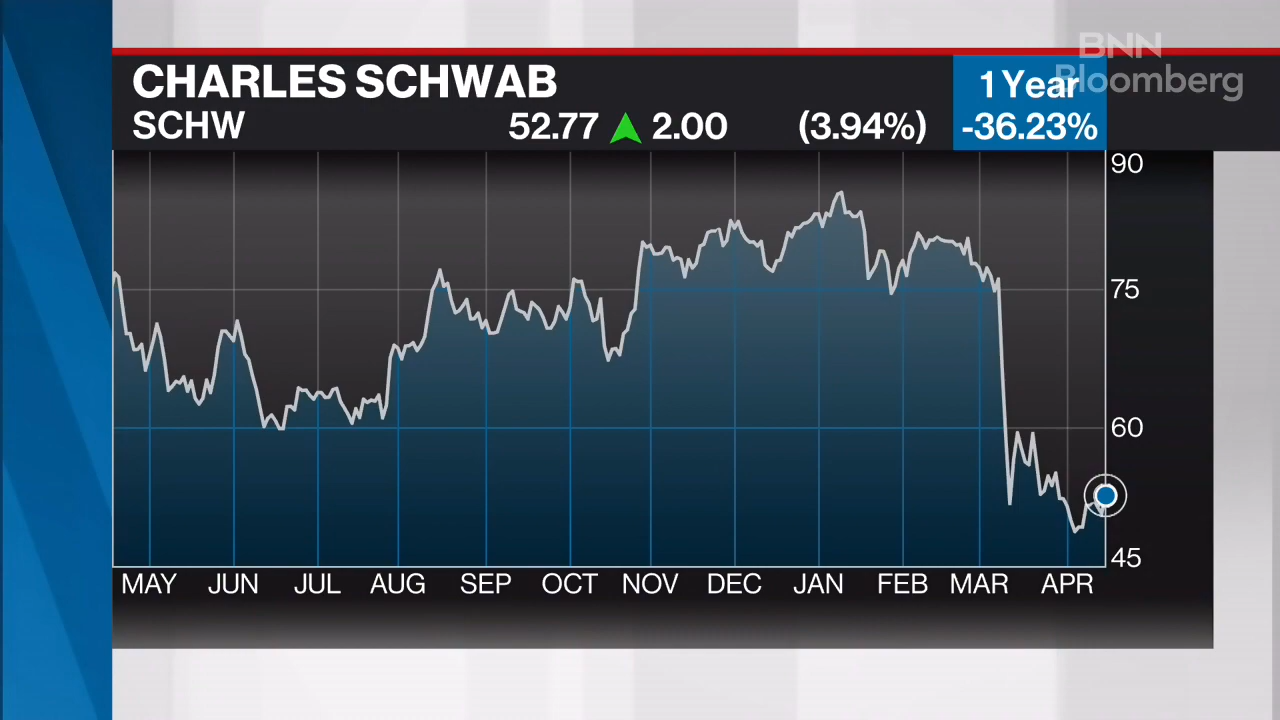 BNN
Bloomberg
CHARLES SCHWAB
SCHW 52.77 ▲ 2.00 (3.94%)
1 Year
-36.23%
90
75
60
45
MAY JUN JUL AUG SEP OCT NOV DEC JAN FEB MAR APR